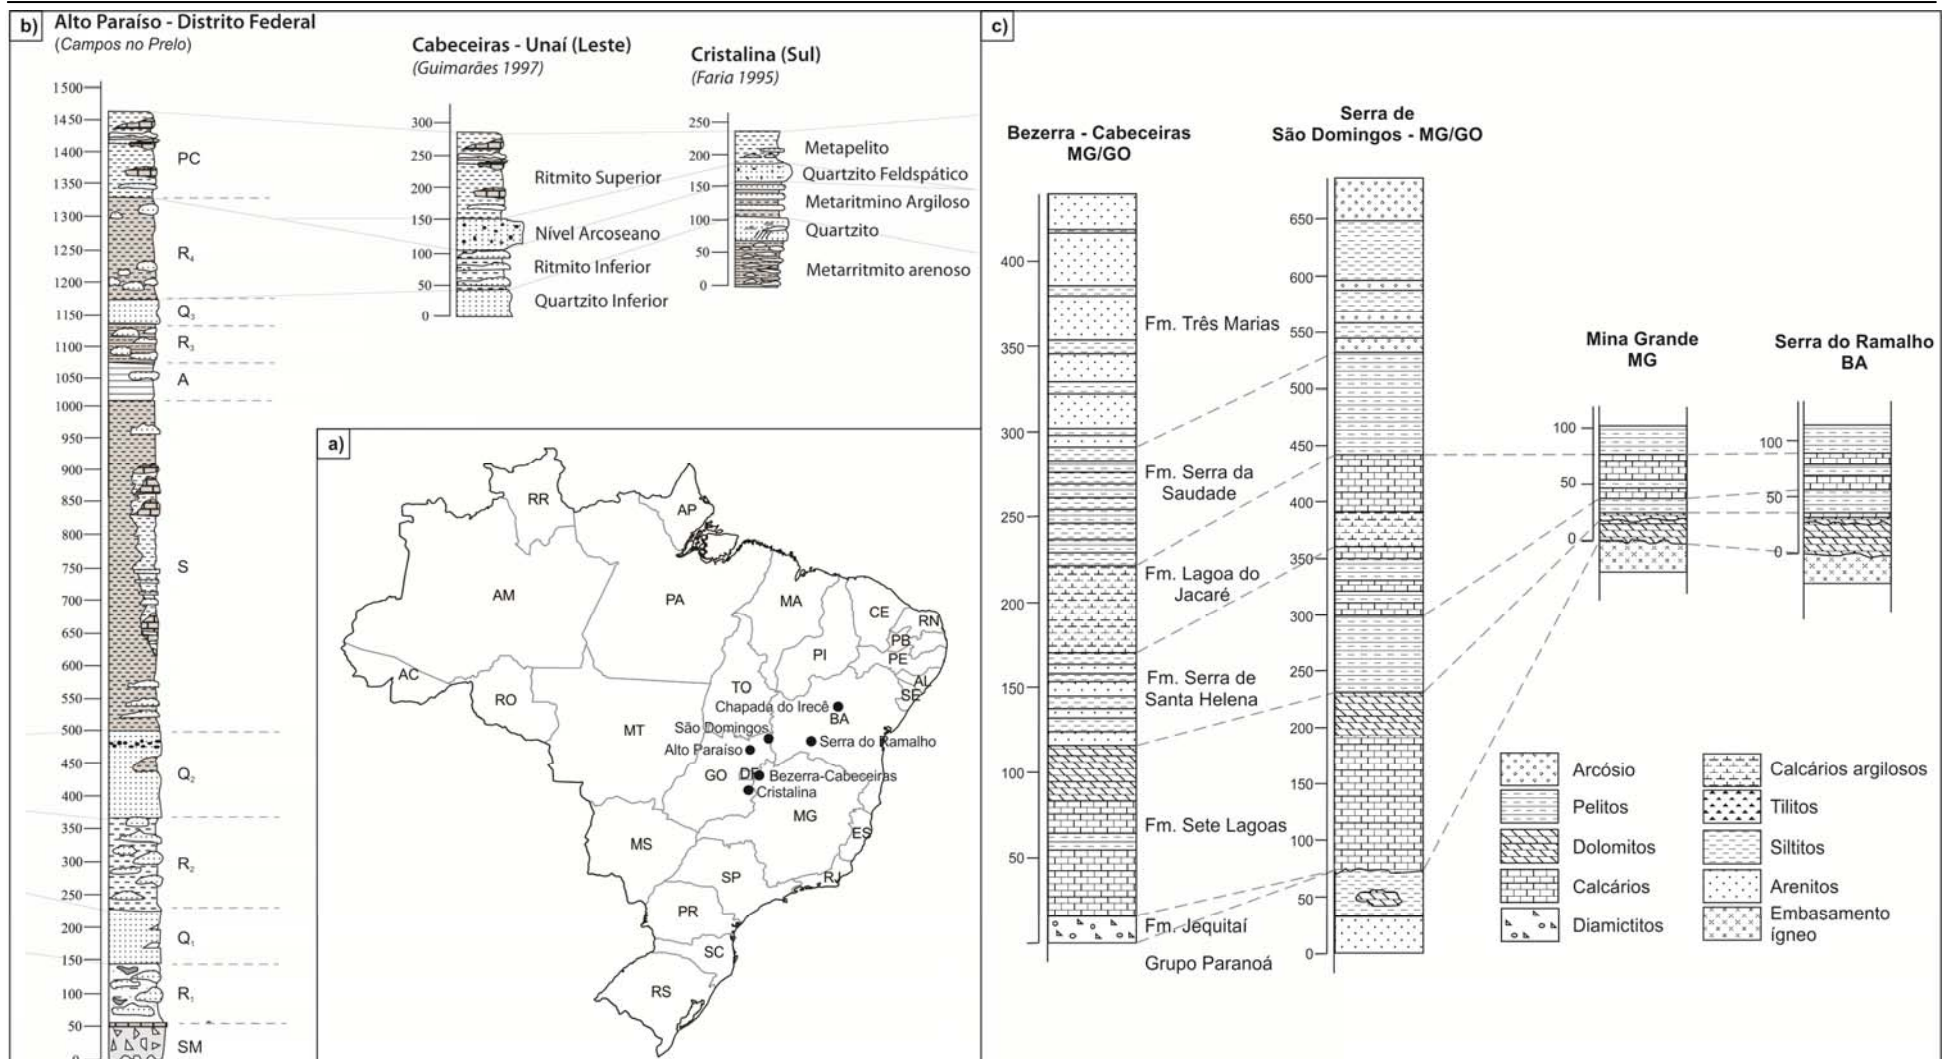 b)
Alto Paraíso - Distrito Federal
(Campos no Prelo)
1500
1450
1400
1350
1300
1250
1200
1150
1100
1050
1000
950
900
850
800
750
700
650
600
550
500
450
400
350
300
250
200
150
100
50
0
PC
R4
Q3
R3
A
S
Q2
R2
Q1
R1
SM
Cabeceiras - Unaí (Leste)
(Guimarães 1997)
300
250
200
150
100
50
0
Ritmito Superior
Nível Arcoseano
Ritmito Inferior
Quartzito Inferior
Cristalina (Sul)
(Faria 1995)
250
200
150
100
50
0
Metapelito
Quartzito Feldspático
Metaritmino Argiloso
Quartzito
Metarritmito arenoso
a)
RR
AP
AM
PA
MA
CE
RN
PB
PE
AL
SE
PI
AC
RO
TO
MT
Chapada do Irecê
BA
São Domingos
Serra do Ramalho
Alto Paraíso
GO
DF
Bezerra-Cabeceiras
Cristalina
MG
ES
MS
SP
RJ
PR
SC
RS
c)
Bezerra - Cabeceiras
MG/GO
400
350
300
250
200
150
100
50
Fm. Três Marias
Fm. Serra da
Saudade
Fm. Lagoa do
Jacaré
Fm. Serra de
Santa Helena
Fm. Sete Lagoas
Fm. Jequitaí
Grupo Paranoá
Serra de
São Domingos - MG/GO
650
600
550
500
450
400
350
300
250
200
150
100
50
0
Mina Grande
MG
100
50
0
Serra do Ramalho
BA
100
50
0
Arcósio
Pelitos
Dolomitos
Calcários
Diamictitos
Calcários argilosos
Tilitos
Siltitos
Arenitos
Embasamento
ígneo